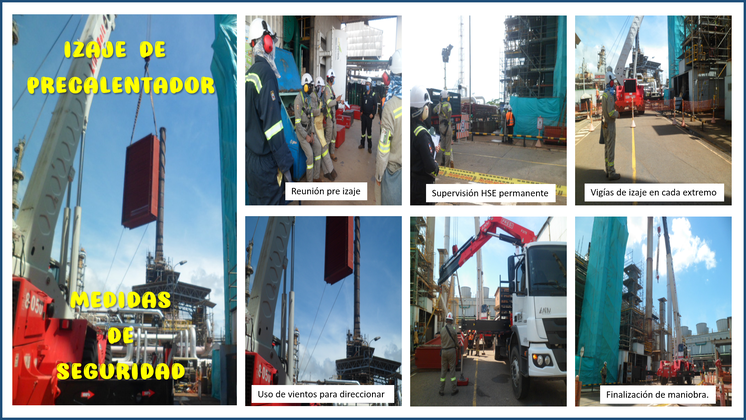 IZAJE DE
PRECALENTADOR
MEDIDAS
DE
SEGURIDAD
Reunión pre izaje
Supervisión HSE permanente
Vigías de izaje en cada extremo
Uso de vientos para direccionar
Finalización de maniobra.